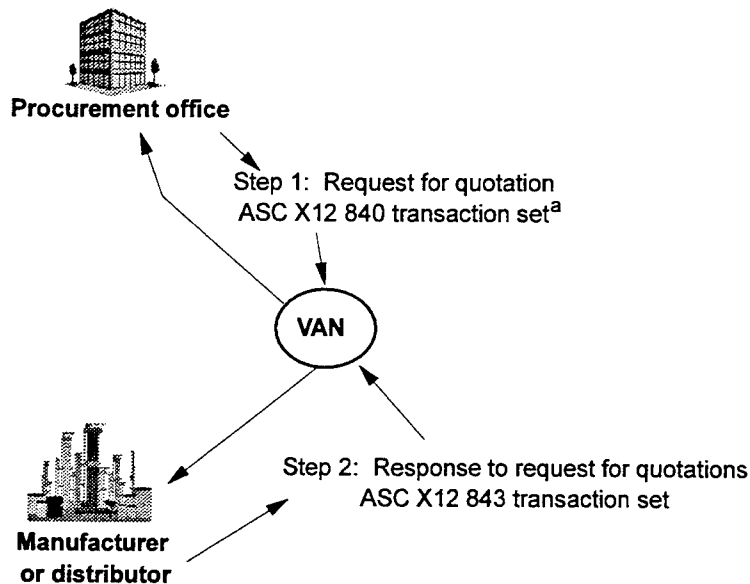 Procurement office
Step 1: Request for quotation
ASC X12 840 transaction setᵃ
VAN
Step 2: Response to request for quotations
ASC X12 843 transaction set
Manufacturer
or distributor